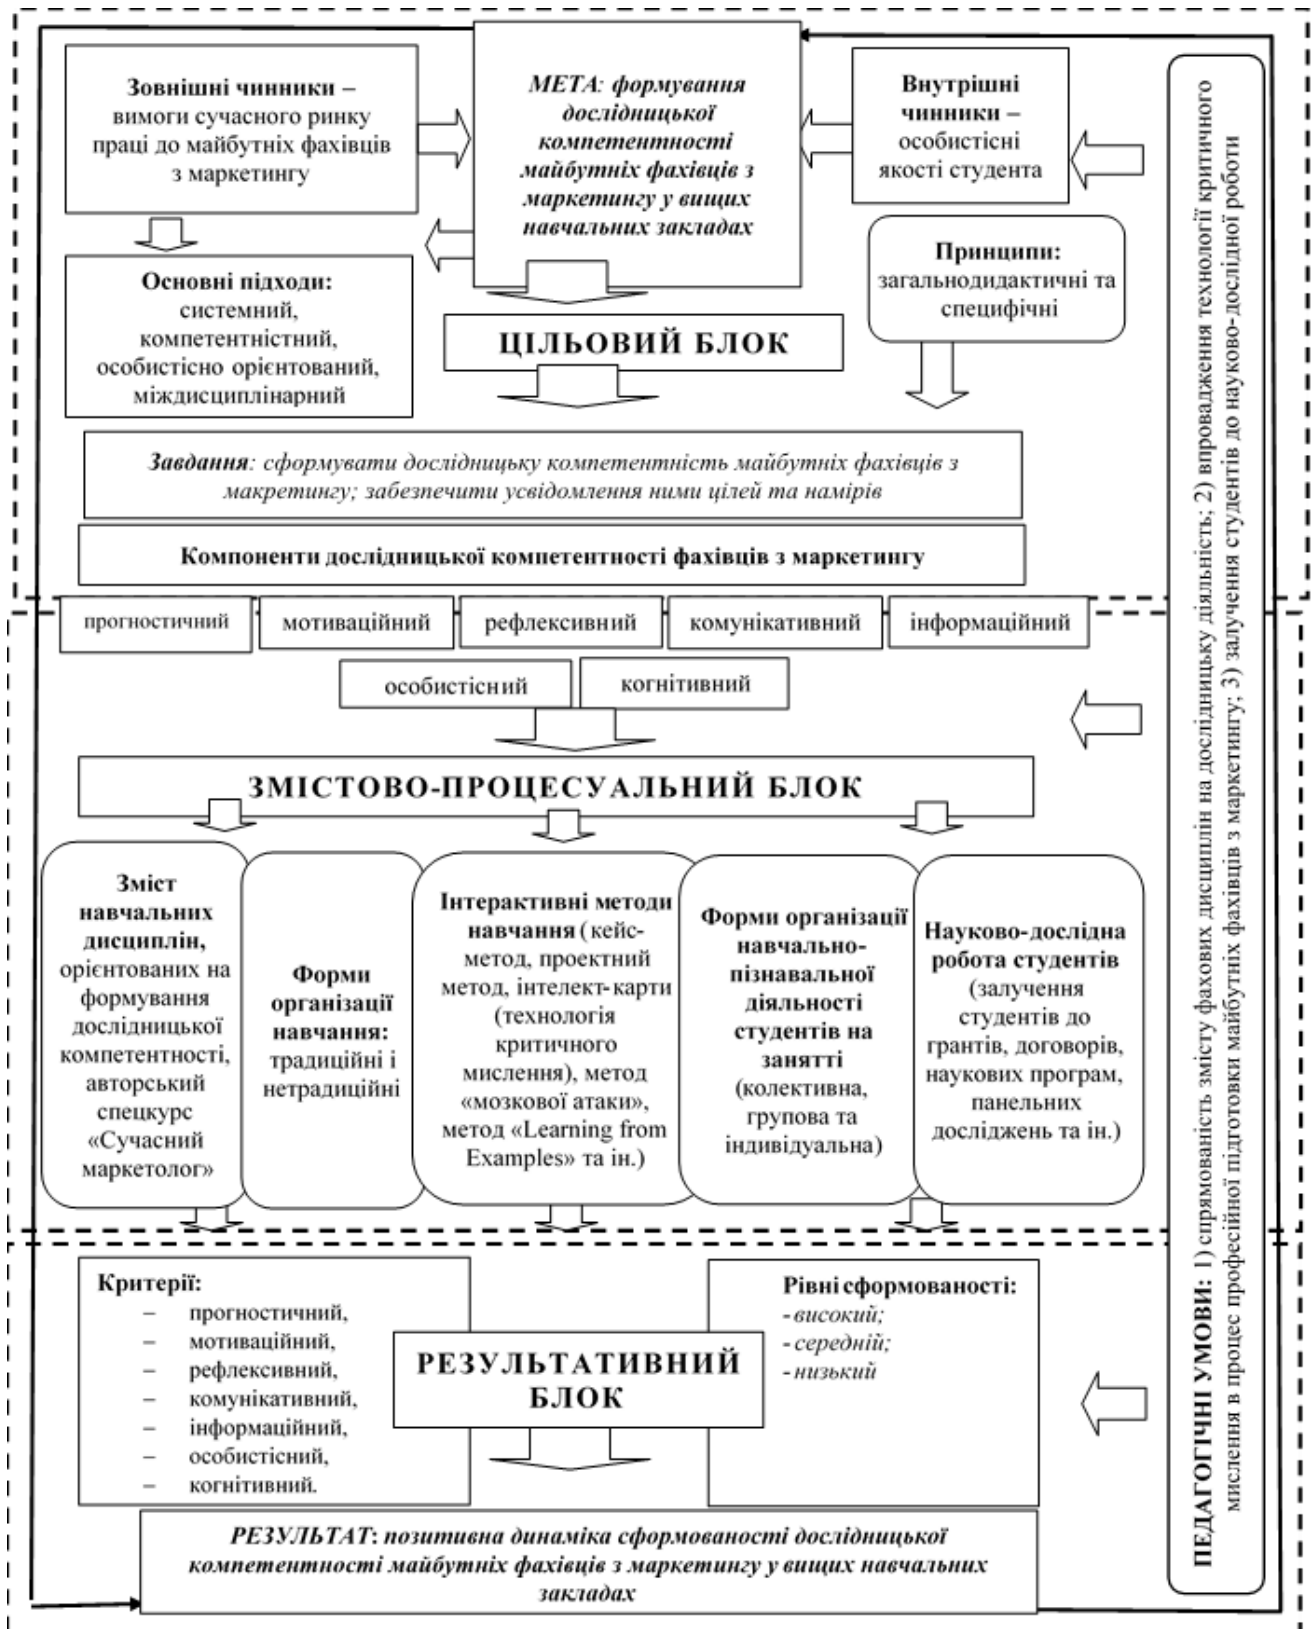 Зовнішні чинники –
вимоги сучасного ринку
праці до майбутніх фахівців
з маркетингу
МЕТА: формування
дослідницької
компетентності
майбутніх фахівців з
маркетингу у вищих
навчальних закладах
Внутрішні
чинники –
особистісні
якості студента
Основні підходи:
системний,
компетентністний,
особистісно орієнтований,
міждисциплінарний
Принципи:
загальнодидактичні та
специфічні
ЦІЛЬОВИЙ БЛОК
Завдання: сформувати дослідницьку компетентність майбутніх фахівців з
макретингу; забезпечити усвідомлення ними цілей та намірів
Компоненти дослідницької компетентності фахівців з маркетингу
прогностичний
мотиваційний
рефлексивний
комунікативний
інформаційний
особистісний
когнітивний
ЗМІСТОВО-ПРОЦЕСУАЛЬНИЙ БЛОК
Зміст
навчальних
дисциплін,
орієнтованих на
формування
дослідницької
компетентності,
авторський
спецкурс
«Сучасний
маркетолог»
Форми
організації
навчання:
традиційні і
нетрадиційні
Інтерактивні методи
навчання (кейс-
метод, проектний
метод, інтелект-карти
(технологія
критичного
мислення), метод
«мозкової атаки»,
метод «Learning from
Examples» та ін.)
Форми організації
навчально-
пізнавальної
діяльності
студентів на
занятті
(колективна,
групова та
індивідуальна)
Науково-дослідна
робота студентів
(залучення
студентів до
грантів, договорів,
наукових програм,
панельних
досліджень та ін.)
Критерії:
– прогностичний,
– мотиваційний,
– рефлексивний,
– комунікативний,
– інформаційний,
– особистісний,
– когнітивний.
РЕЗУЛЬТАТИВНИЙ
БЛОК
Рівні сформованості:
- високий;
- середній;
- низький
РЕЗУЛЬТАТ: позитивна динаміка сформованості дослідницької
компетентності майбутніх фахівців з маркетингу у вищих навчальних
закладах
ПЕДАГОГІЧНІ УМОВИ: 1) спрямованість змісту фахових дисциплін на дослідницьку діяльність; 2) впровадження технології критичного
мислення в процес професійної підготовки майбутніх фахівців з маркетингу; 3) залучення студентів до науково-дослідної роботи